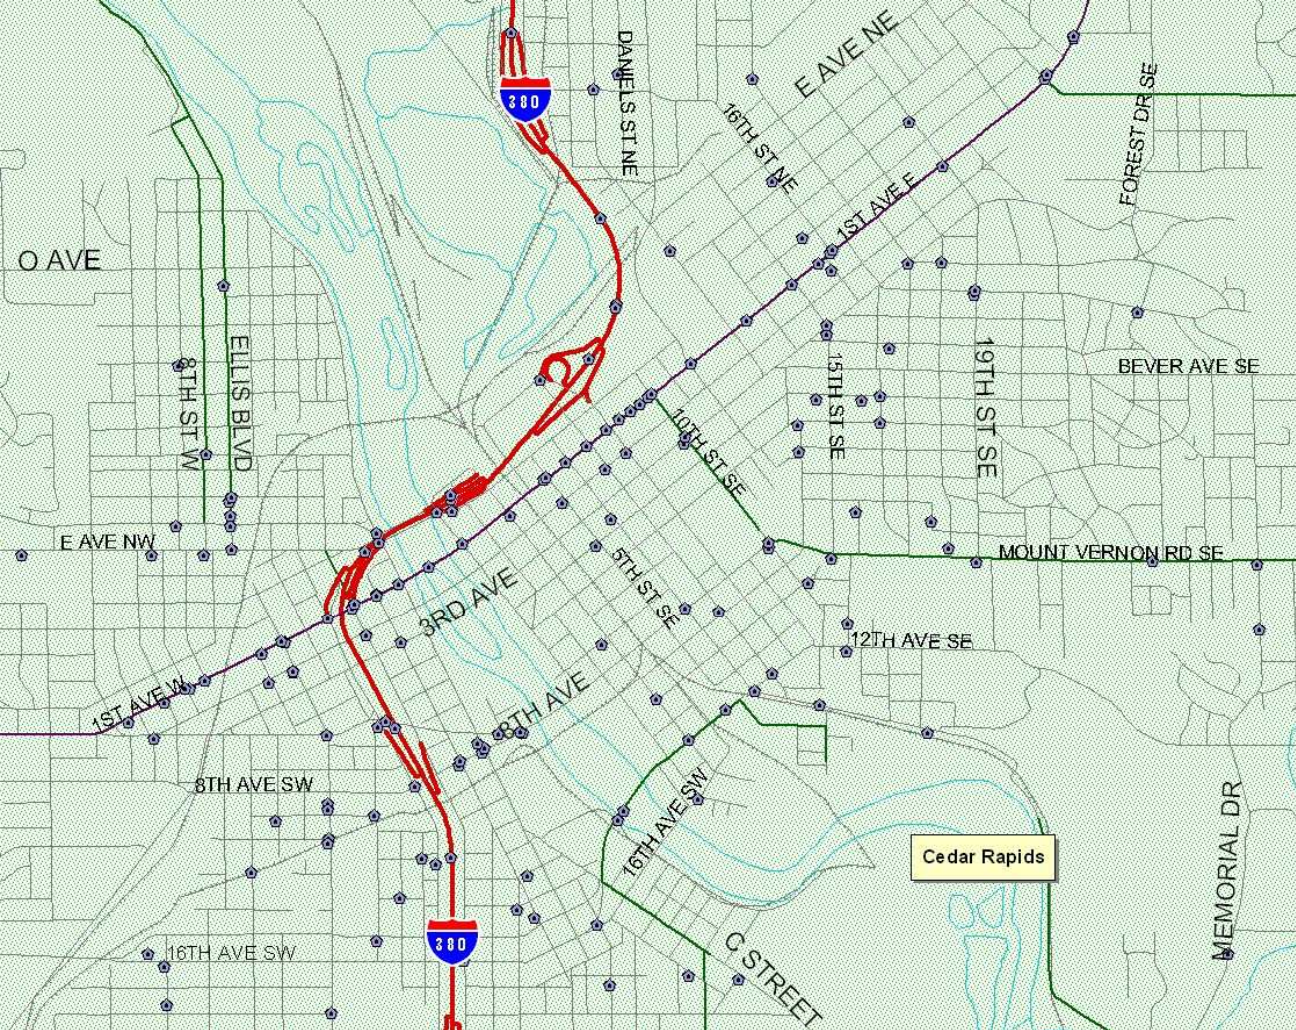 DANIELS ST NE
E AVE NE
380
16TH ST NE
FOREST DR SE
1ST AVE E
O AVE
ELLIS BLVD
8TH ST W
15TH ST SE
19TH ST SE
BEVER AVE SE
10TH ST SE
E AVE NW
5TH ST SE
MOUNT VERNON RD SE
3RD AVE
12TH AVE SE
1ST AVE W
8TH AVE
8TH AVE SW
16TH AVE SW
Cedar Rapids
MEMORIAL DR
380
16TH AVE SW
C STREET